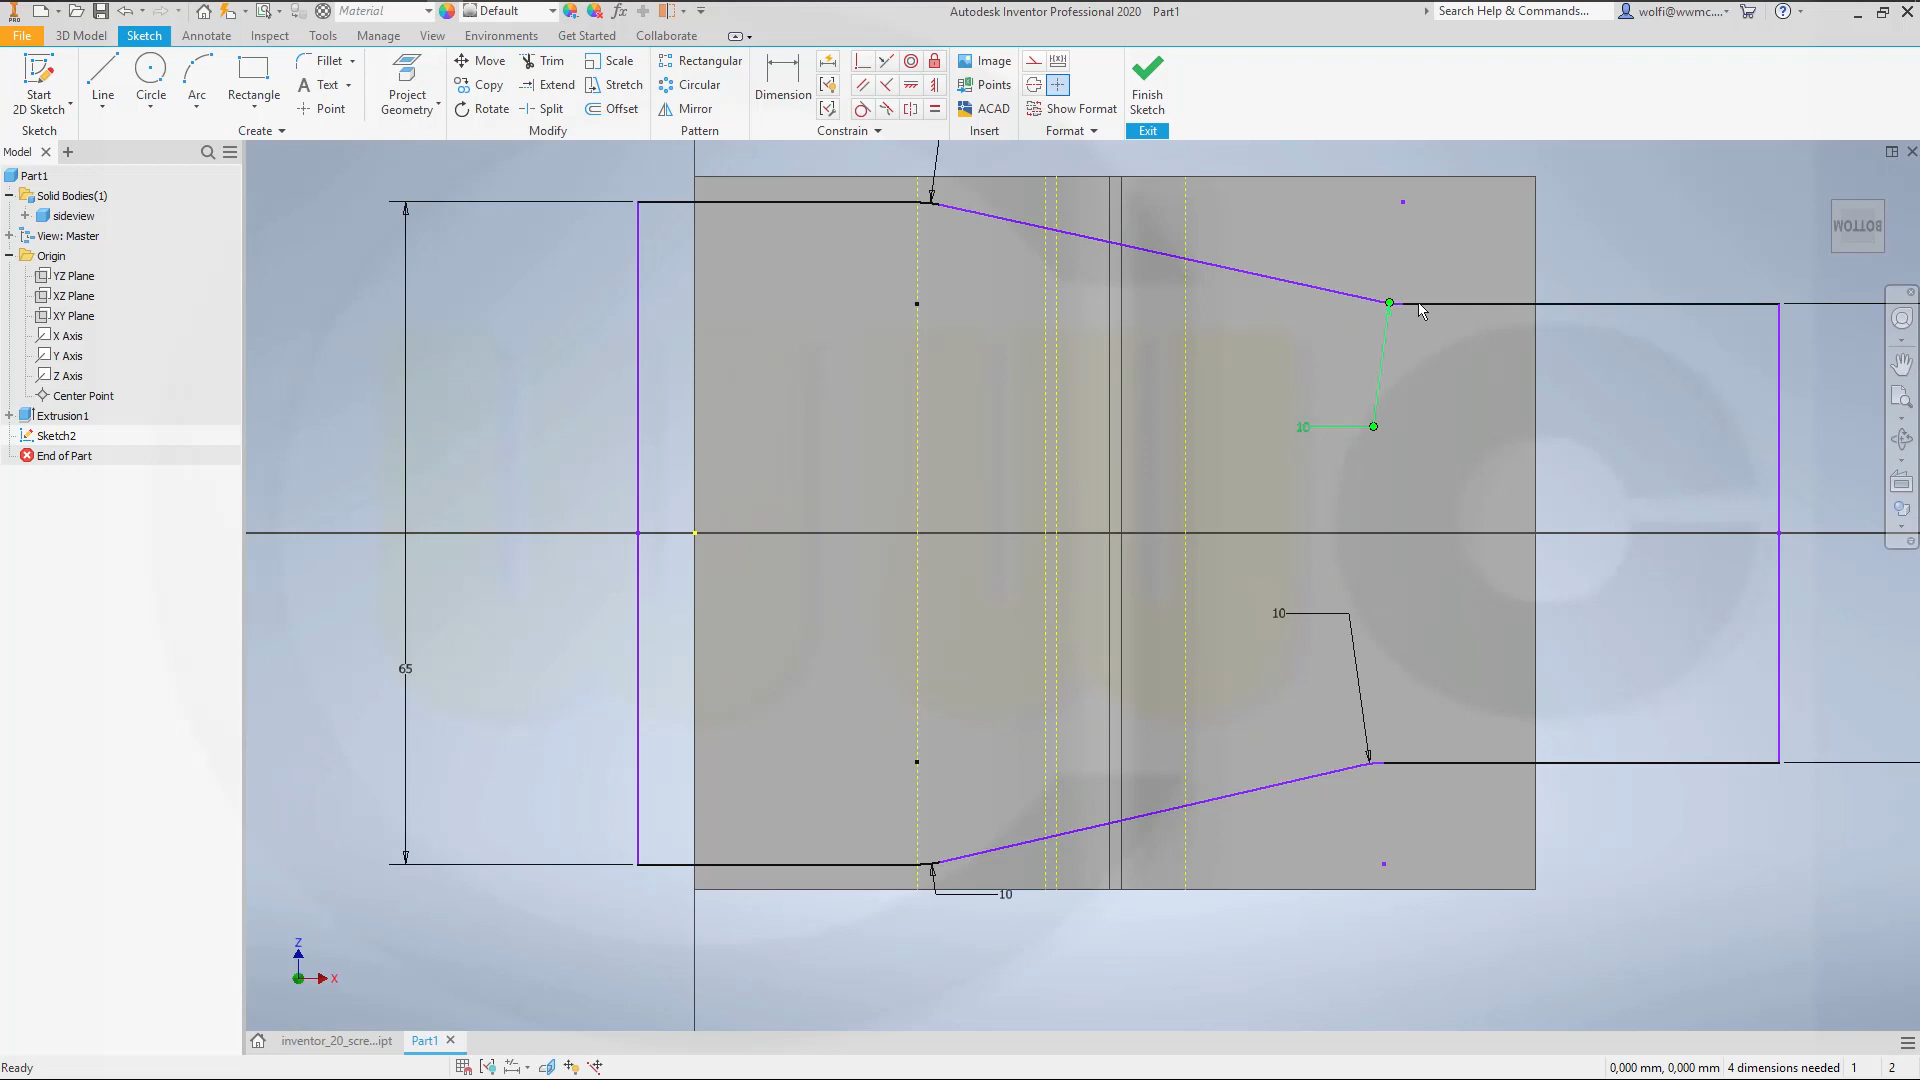 PRO
Material
Default
Autodesk Inventor Professional 2020 Part1
Search Help & Commands...
wolfi@wwmc....
File
3D Model
Sketch
Annotate
Inspect
Tools
Manage
View
Environments
Get Started
Collaborate
Start
2D Sketch
Line
Circle
Arc
Rectangle
Fillet
Text
Point
Project
Geometry
Move
Copy
Rotate
Trim
Extend
Split
Scale
Stretch
Offset
Rectangular
Circular
Mirror
Dimension
Image
Points
ACAD
Show Format
Finish
Sketch
Sketch
Create
Modify
Pattern
Constrain
Insert
Format
Exit
Model
Part1
Solid Bodies(1)
sideview
View: Master
Origin
YZ Plane
XZ Plane
XY Plane
X Axis
Y Axis
Z Axis
Center Point
Extrusion1
Sketch2
End of Part
BOTTOM
10
10
65
10
Z
X
inventor_20_scre...ipt
Part1
Ready
0,000 mm, 0,000 mm
4 dimensions needed
1
2